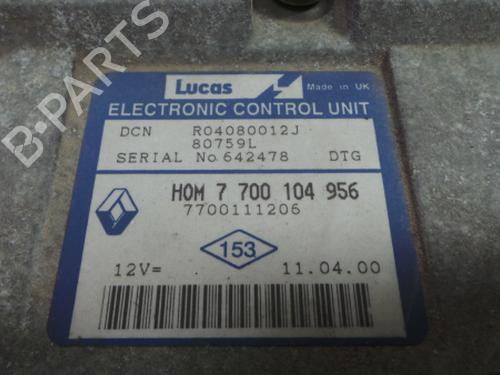 B-PARTS
Lucas
Made in UK
ELECTRONIC CONTROL UNIT
DCN R04080012J
80759L
SERIAL No.642478 DTG
HOM 7 700 104 956
7700111206
153
12V= 11.04.00